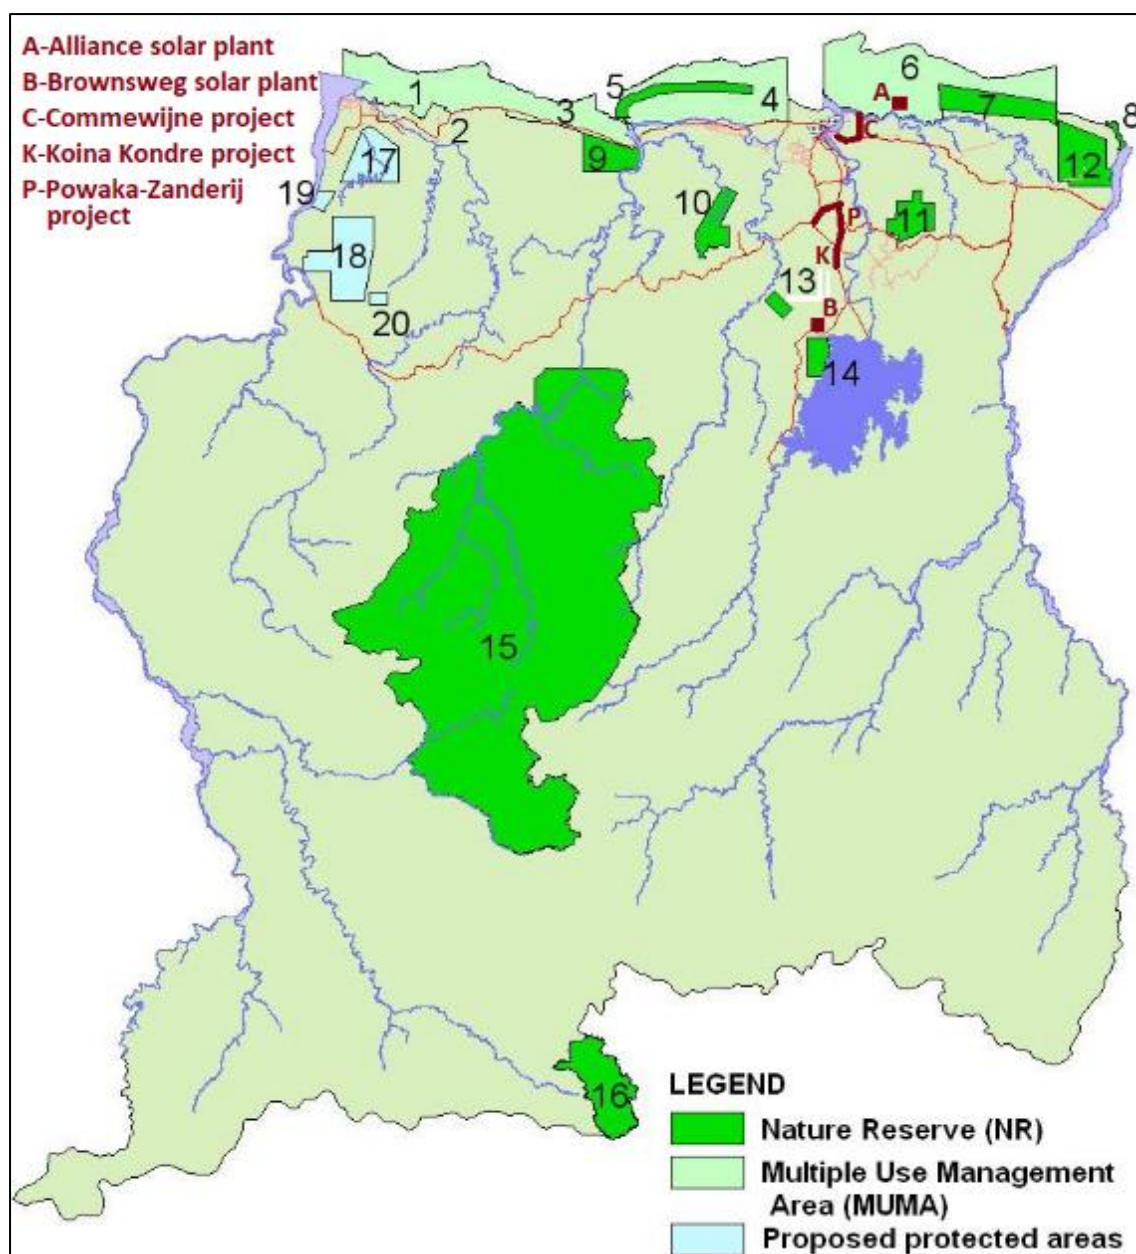 A-Alliance solar plant
B-Brownsweg solar plant
C-Commewijne project
K-Koina Kondre project
P-Powaka-Zanderij
project
1
2
3
4
5
6
A
7
8
C
9
10
11
12
P
K
13
B
14
15
16
17
18
19
20
LEGEND
Nature Reserve (NR)
Multiple Use Management
Area (MUMA)
Proposed protected areas